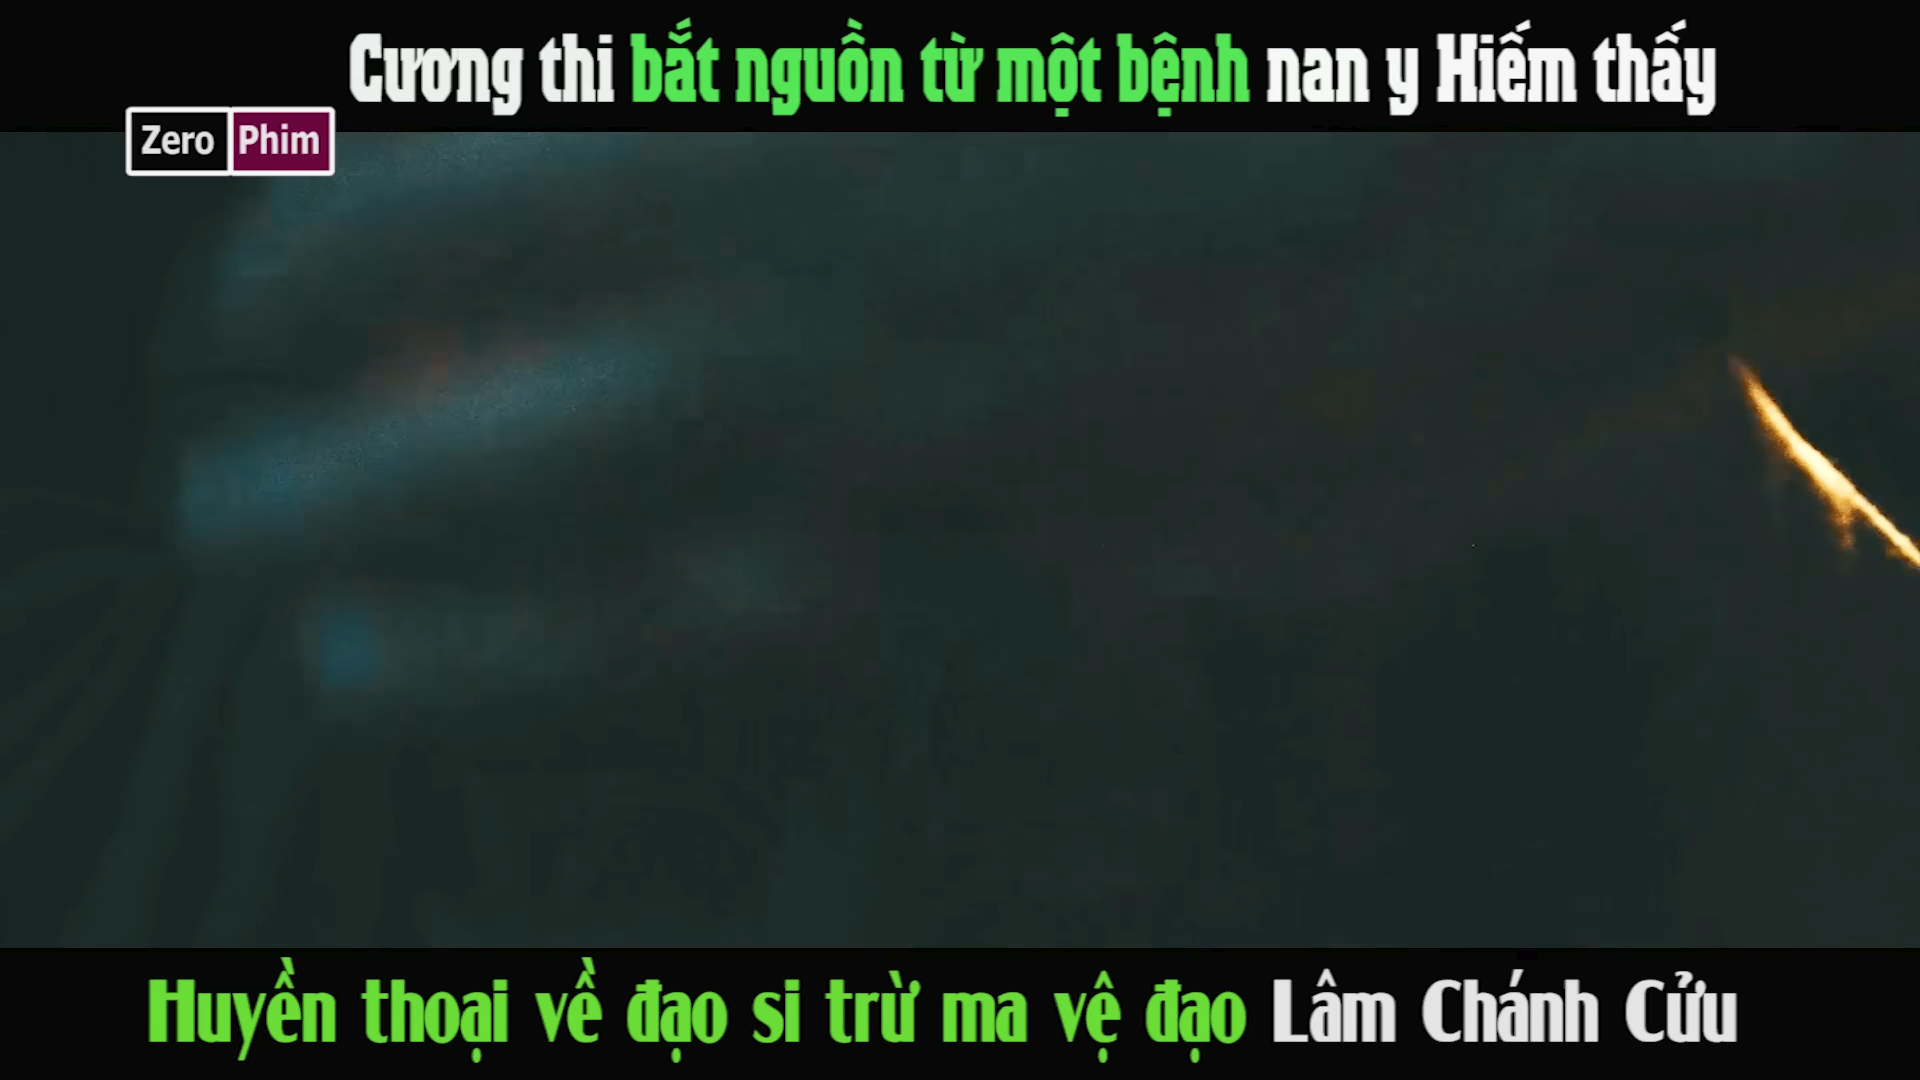 Cương thi bắt nguồn từ một bệnh nan y Hiếm thấy
Zero Phim
Huyền thoại về đạo si trừ ma vệ đạo Lâm Chánh Cửu